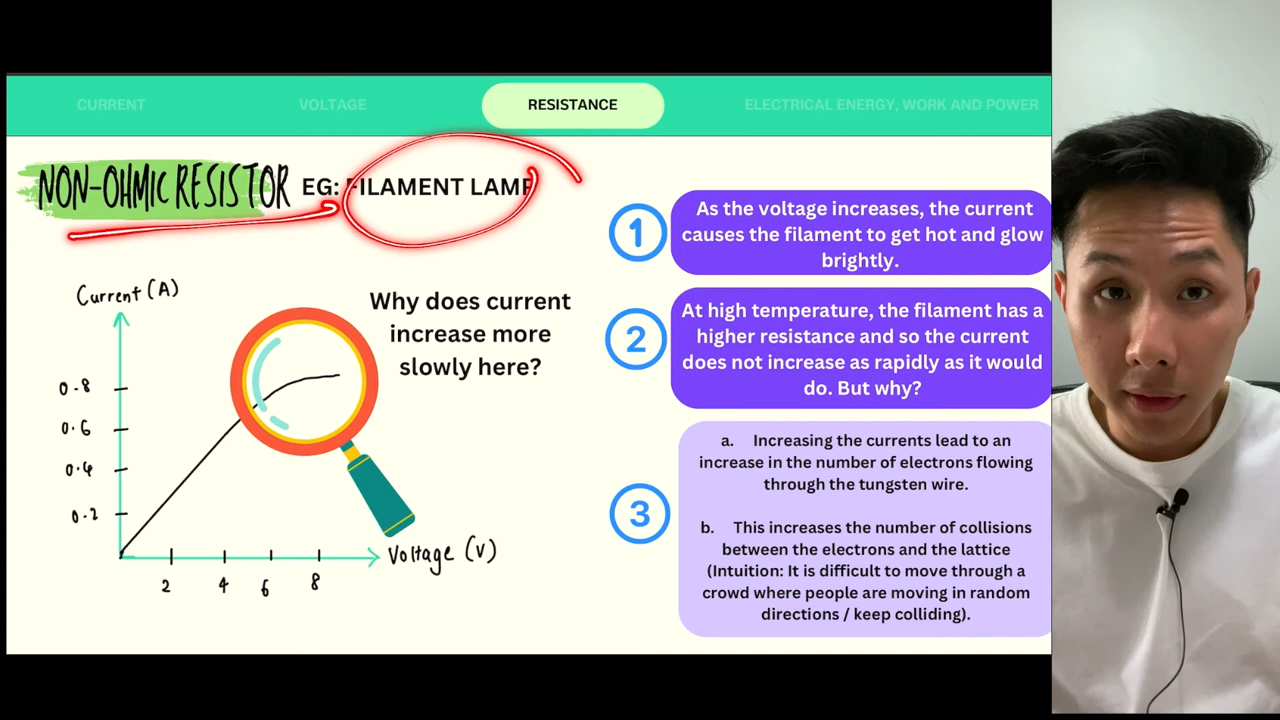 CURRENT
VOLTAGE
RESISTANCE
ELECTRICAL ENERGY, WORK AND POWER
NON-OHMIC RESISTOR EG: FILAMENT LAMP
Current (A)
0.8
0.6
0.4
0.2
2
4
6
8
Voltage (V)
Why does current
increase more
slowly here?
1
As the voltage increases, the current
causes the filament to get hot and glow
brightly.
2
At high temperature, the filament has a
higher resistance and so the current
does not increase as rapidly as it would
do. But why?
3
a. Increasing the currents lead to an
increase in the number of electrons flowing
through the tungsten wire.
b. This increases the number of collisions
between the electrons and the lattice
(Intuition: It is difficult to move through a
crowd where people are moving in random
directions / keep colliding).